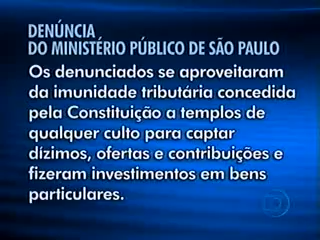 DENÚNCIA
DO MINISTÉRIO PÚBLICO DE SÃO PAULO
Os denunciados se aproveitaram
da imunidade tributária concedida
pela Constituição a templos de
qualquer culto para captar
dízimos, ofertas e contribuições e
fizeram investimentos em bens
particulares.